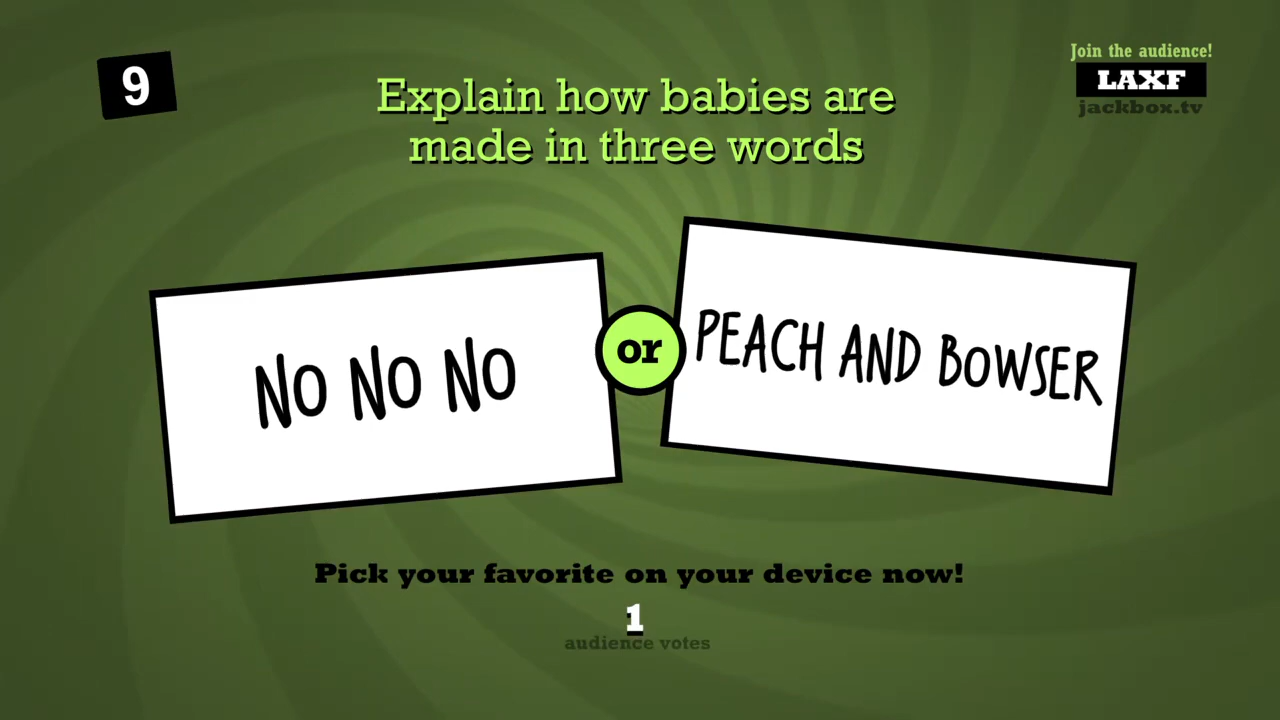 9
Join the audience!
LAXF
jackbox.tv
Explain how babies are
made in three words
NO NO NO
or
PEACH AND BOWSER
Pick your favorite on your device now!
1
audience votes